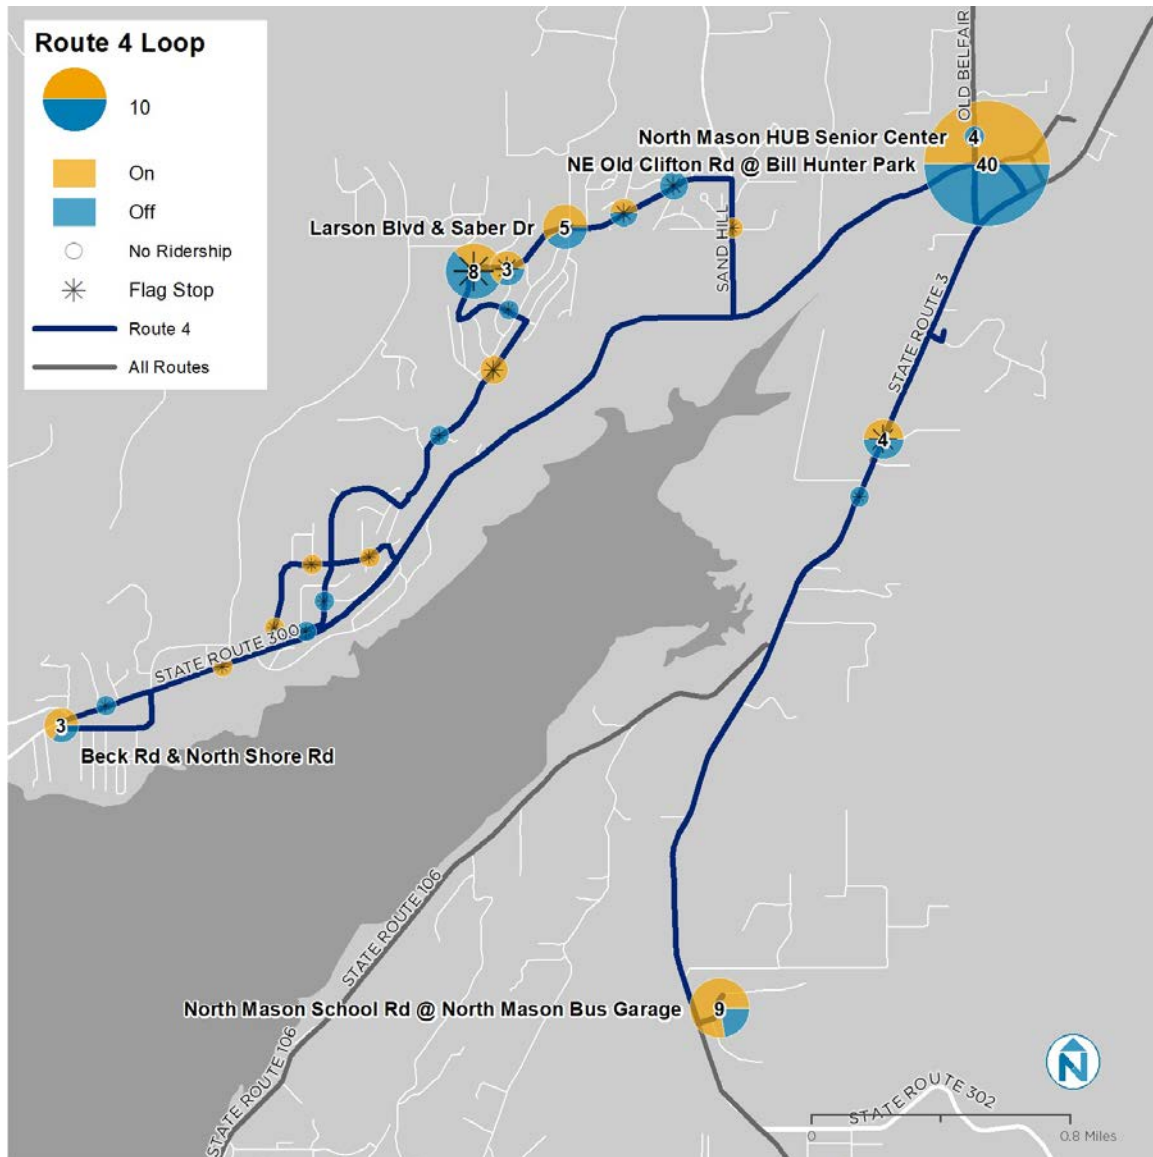 Route 4 Loop
10
On
Off
No Ridership
Flag Stop
Route 4
All Routes
OLD BELFAIR
North Mason HUB Senior Center
4
NE Old Clifton Rd @ Bill Hunter Park
40
Larson Blvd & Saber Dr
5
8
3
SAND HILL
STATE ROUTE 3
4
STATE ROUTE 300
3
Beck Rd & North Shore Rd
STATE ROUTE 106
North Mason School Rd @ North Mason Bus Garage
9
STATE ROUTE 106
N
STATE ROUTE 302
0
0.8 Miles